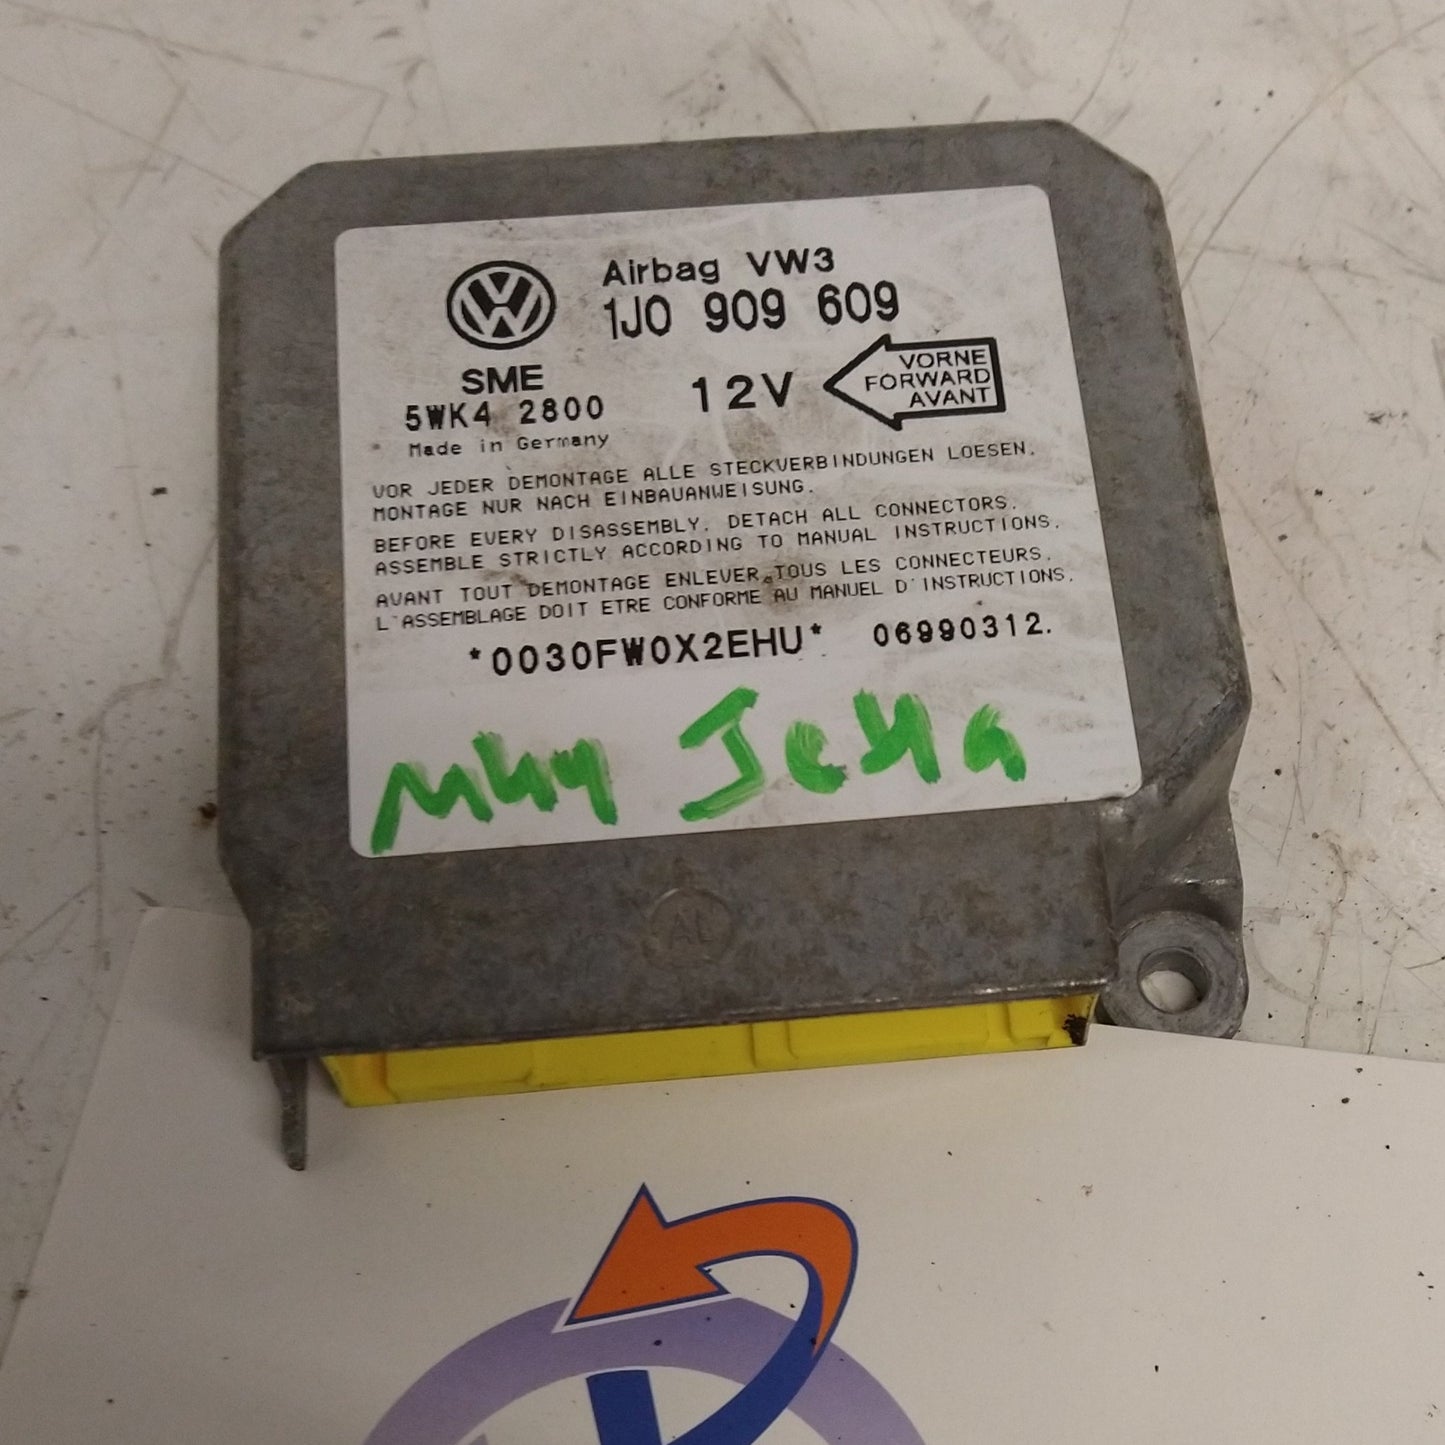 Airbag VW3
1J0 909 609
SME
5WK4 2800
Made in Germany
12V
VORNE
FORWARD
AVANT
VOR JEDER DEMONTAGE ALLE STECKVERBINDUNGEN LOESEN.
MONTAGE NUR NACH EINBAUANWEISUNG.
BEFORE EVERY DISASSEMBLY. DETACH ALL CONNECTORS.
ASSEMBLE STRICTLY ACCORDING TO MANUAL INSTRUCTIONS.
AVANT TOUT DEMONTAGE ENLEVER TOUS LES CONNECTEURS.
L'ASSEMBLAGE DOIT ETRE CONFORME AU MANUEL D'INSTRUCTIONS.
*0030FW0X2EHU* 06990312.
Mk4 Jetta
AL